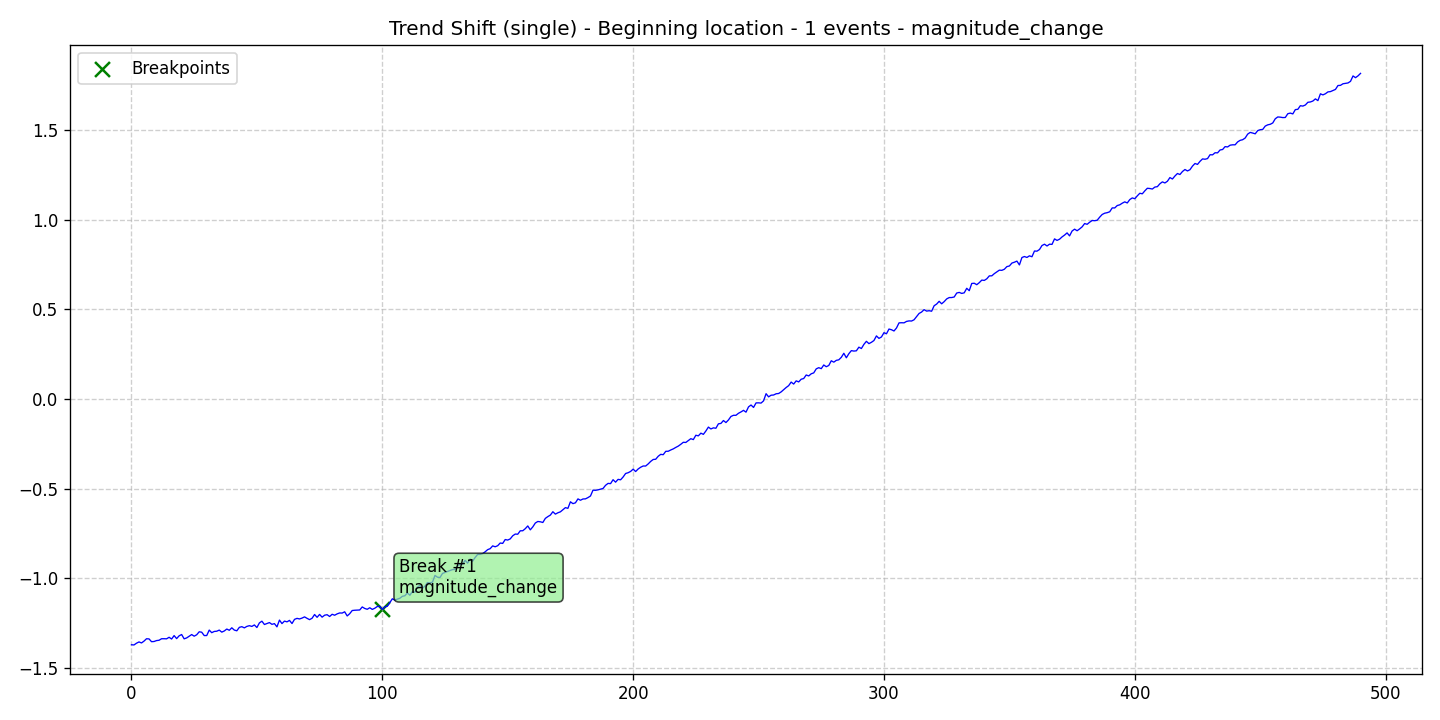 Trend Shift (single) - Beginning location - 1 events - magnitude_change
Breakpoints
1.5
1.0
0.5
0.0
−0.5
−1.0
−1.5
Break #1
magnitude_change
0 100 200 300 400 500